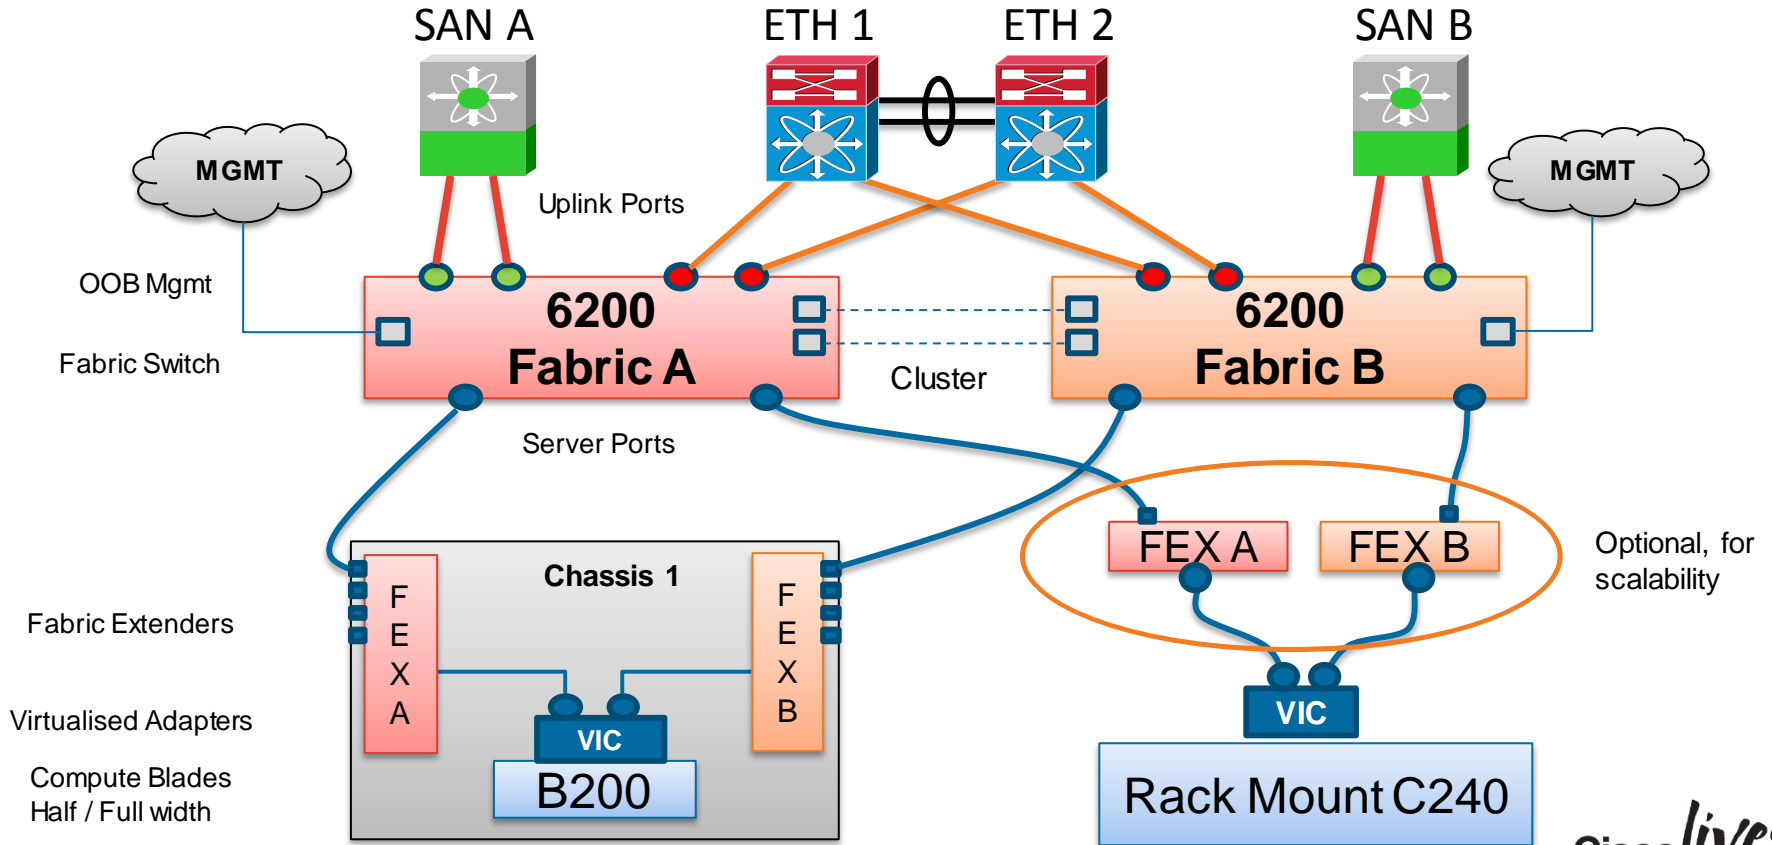 SAN A
ETH 1
ETH 2
SAN B
MGMT
MGMT
Uplink Ports
OOB Mgmt
6200
Fabric A
6200
Fabric B
Fabric Switch
Cluster
Server Ports
Chassis 1
FEX A
FEX B
Optional, for
scalability
F
E
X
A
F
E
X
B
Fabric Extenders
Virtualised Adapters
VIC
VIC
Compute Blades
Half / Full width
B200
Rack Mount C240
Cisco live